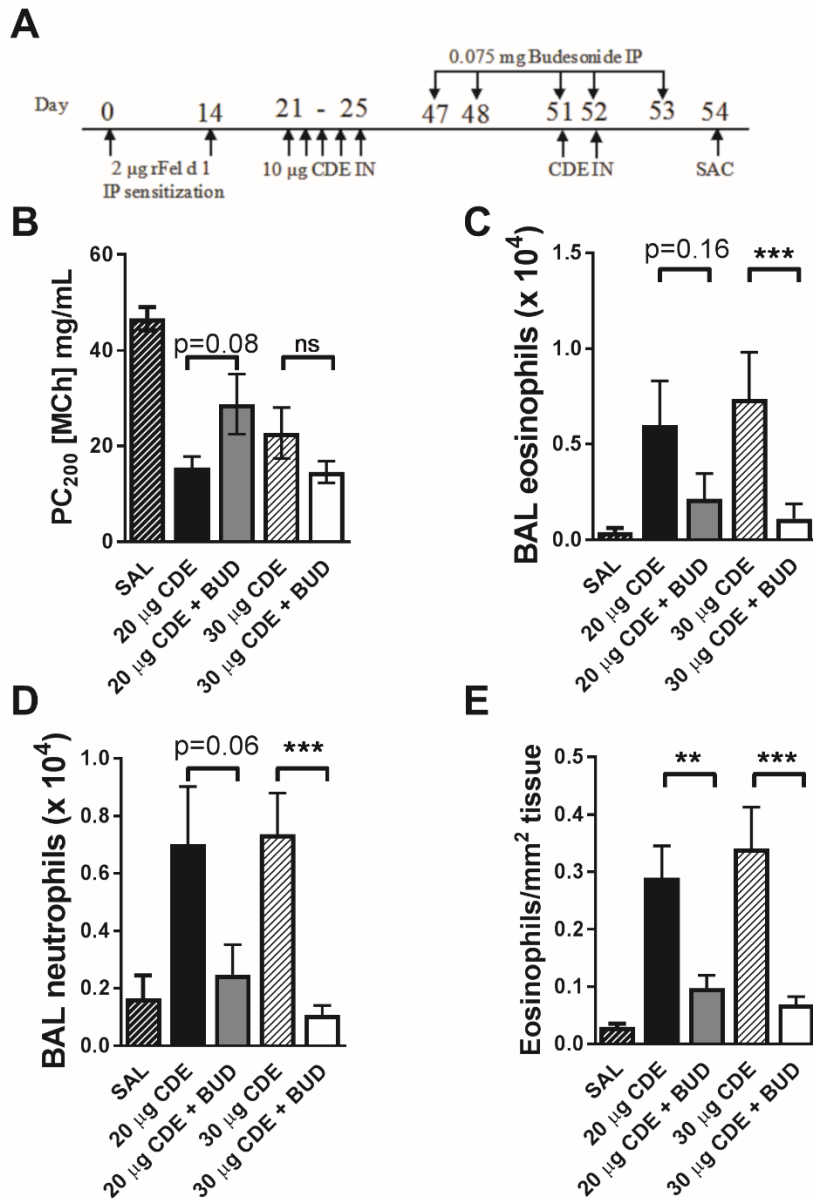 A
0.075 mg Budesonide IP
Day 0 14 21 - 25 47 48 51 52 53 54
2 µg rFel d 1 10 µg CDE IN CDE IN SAC
IP sensitization
B
PC200 [MCh] mg/mL
60
40
20
0
p=0.08
ns
SAL
20 µg CDE
20 µg CDE + BUD
30 µg CDE
30 µg CDE + BUD
C
BAL eosinophils (x 10⁴)
1.5
1.0
0.5
0.0
p=0.16
***
SAL
20 µg CDE
20 µg CDE + BUD
30 µg CDE
30 µg CDE + BUD
D
BAL neutrophils (x 10⁴)
1.0
0.8
0.6
0.4
0.2
0.0
p=0.06
***
SAL
20 µg CDE
20 µg CDE + BUD
30 µg CDE
30 µg CDE + BUD
E
Eosinophils/mm² tissue
0.5
0.4
0.3
0.2
0.1
0.0
**
***
SAL
20 µg CDE
20 µg CDE + BUD
30 µg CDE
30 µg CDE + BUD